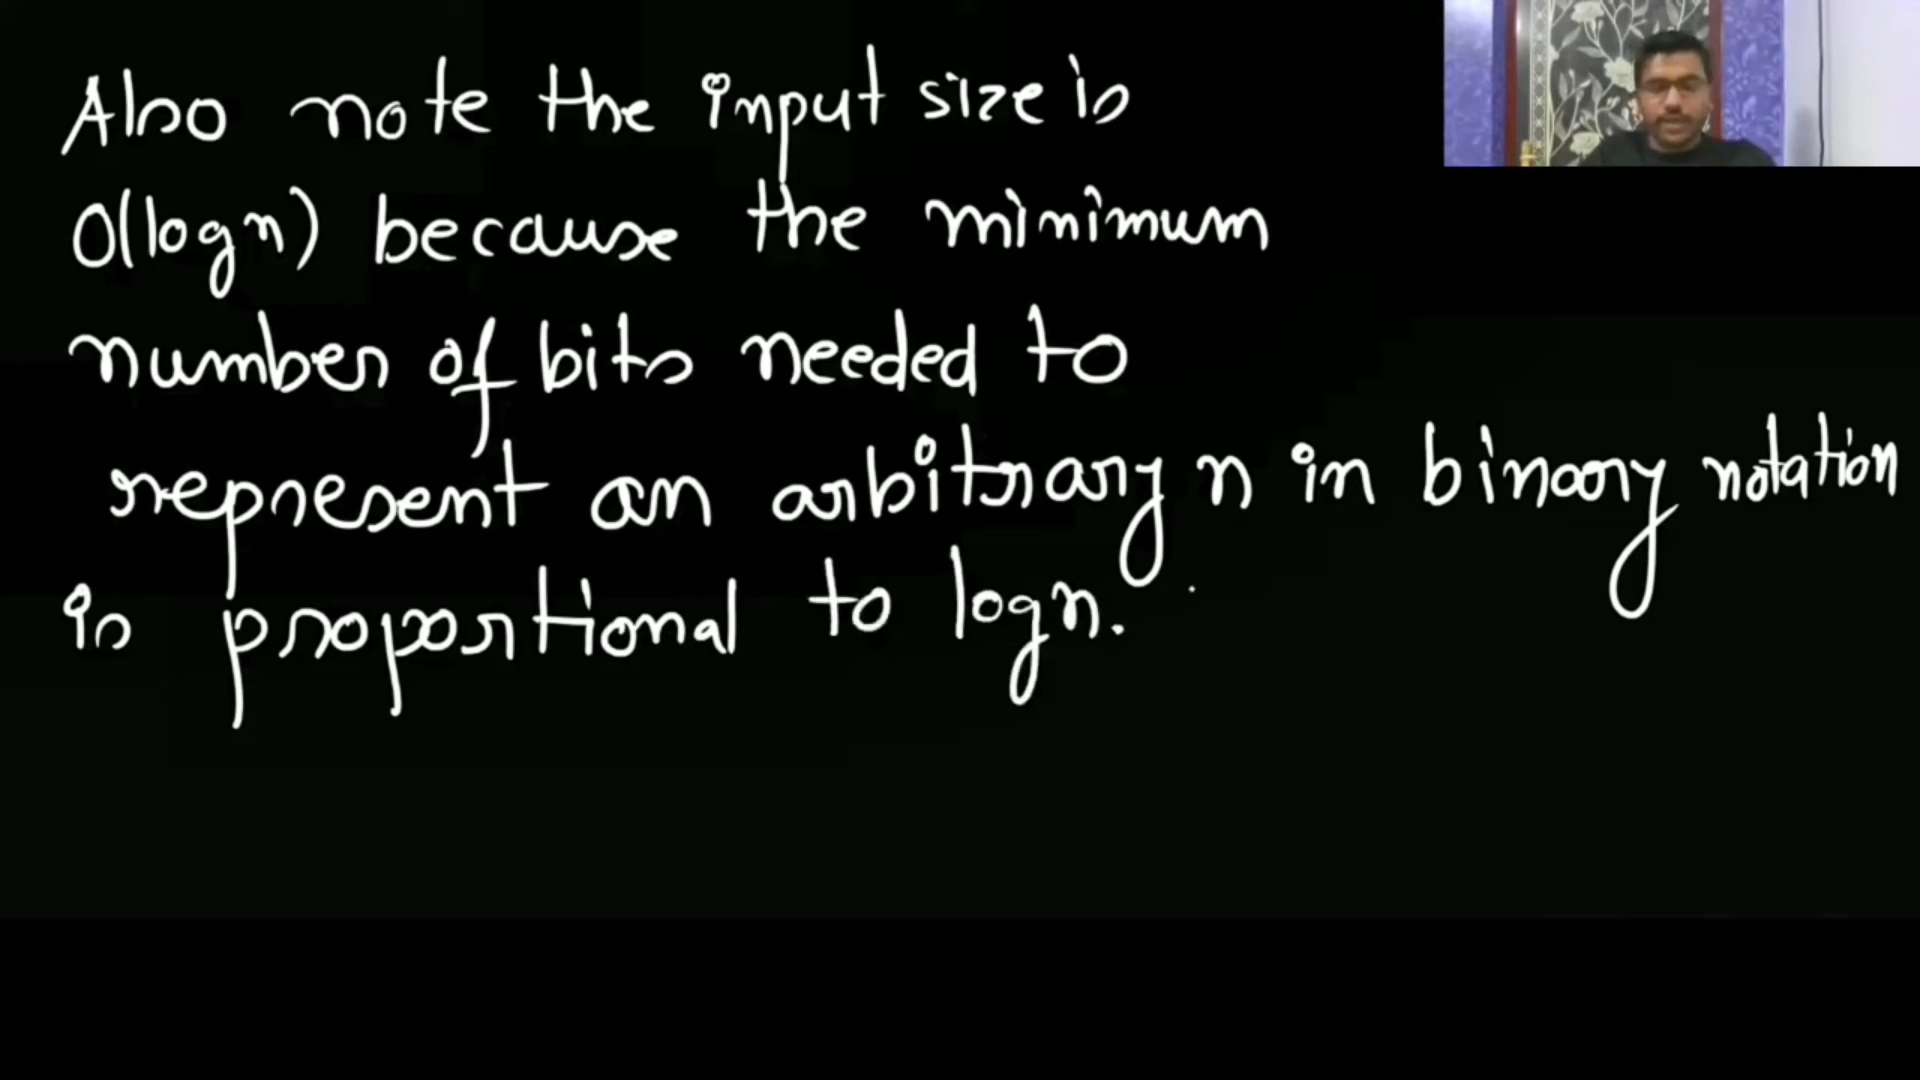 Also note the input size is
O(log n) because the minimum
number of bits needed to
represent an arbitrary n in binary notation
is proportional to log n.